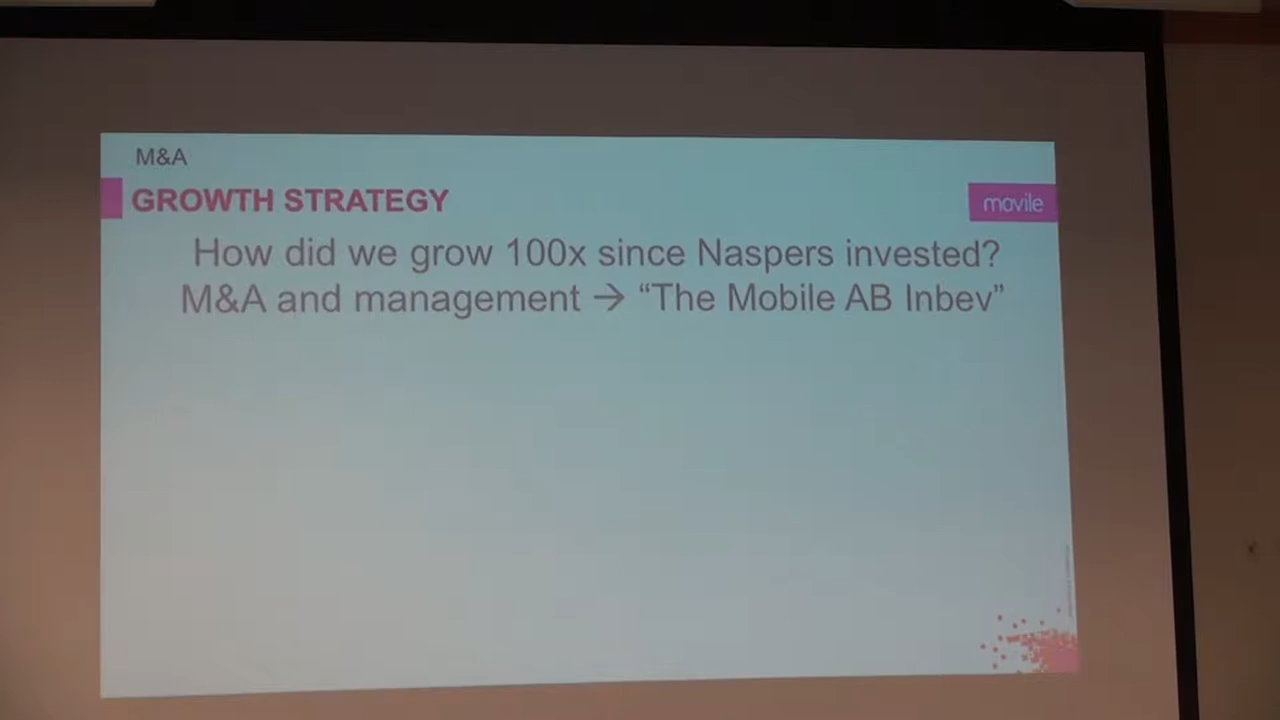 M&A
GROWTH STRATEGY
movile
How did we grow 100x since Naspers invested?
M&A and management → “The Mobile AB Inbev”